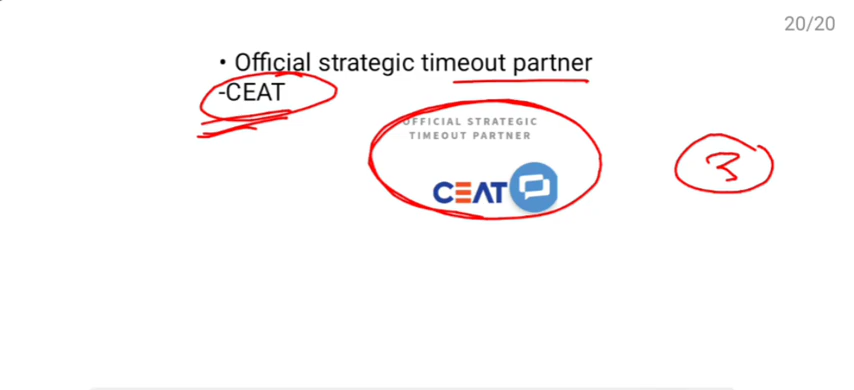 20/20
• Official strategic timeout partner
-CEAT
OFFICIAL STRATEGIC
TIMEOUT PARTNER
CEAT
3